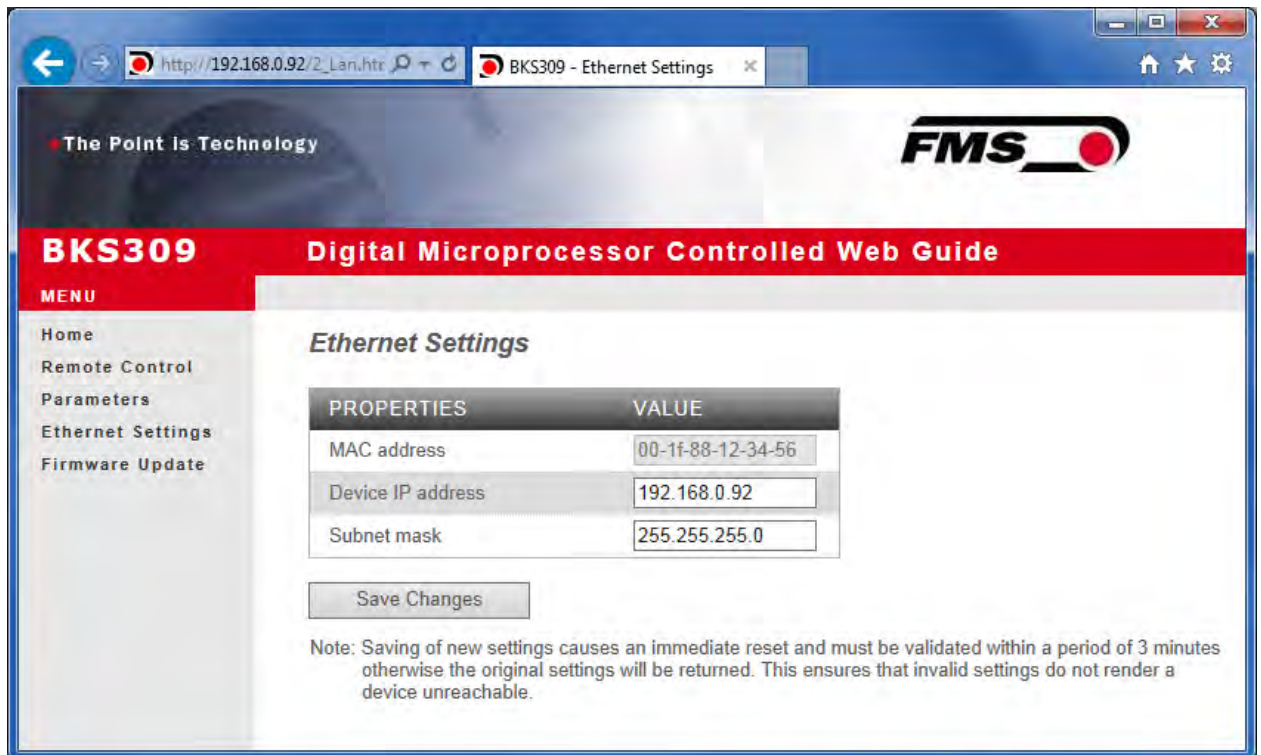 http://192.168.0.92/2_Lan.htr
BKS309 - Ethernet Settings
The Point is Technology
FMS
BKS309
Digital Microprocessor Controlled Web Guide
MENU
Home
Remote Control
Parameters
Ethernet Settings
Firmware Update
Ethernet Settings
PROPERTIES VALUE
MAC address 00-1f-88-12-34-56
Device IP address 192.168.0.92
Subnet mask 255.255.255.0
Save Changes
Note: Saving of new settings causes an immediate reset and must be validated within a period of 3 minutes
otherwise the original settings will be returned. This ensures that invalid settings do not render a
device unreachable.